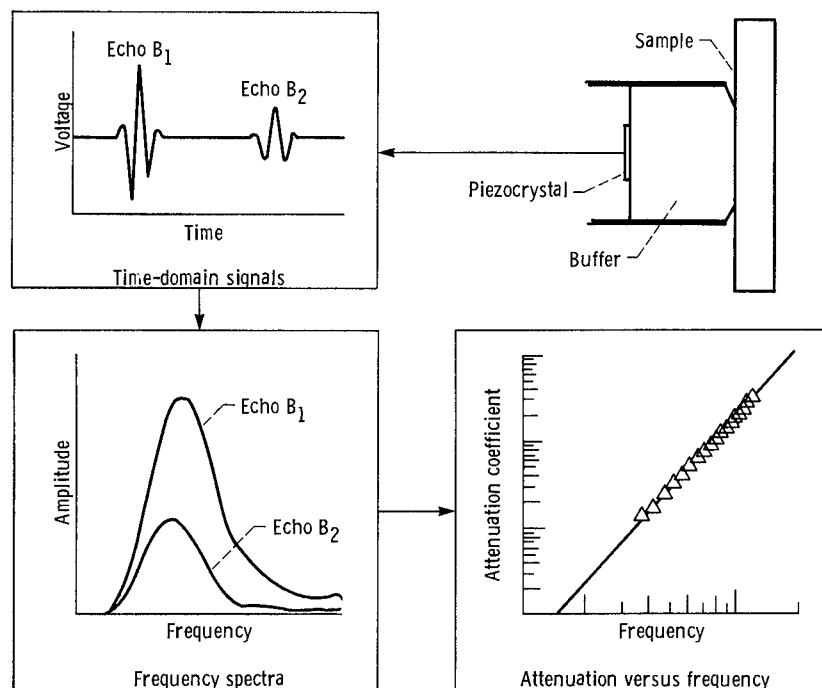 Echo B1
Echo B2
Voltage
Time
Time-domain signals
Sample
Piezocrystal
Buffer
Echo B1
Echo B2
Amplitude
Frequency
Frequency spectra
Attenuation coefficient
Frequency
Attenuation versus frequency